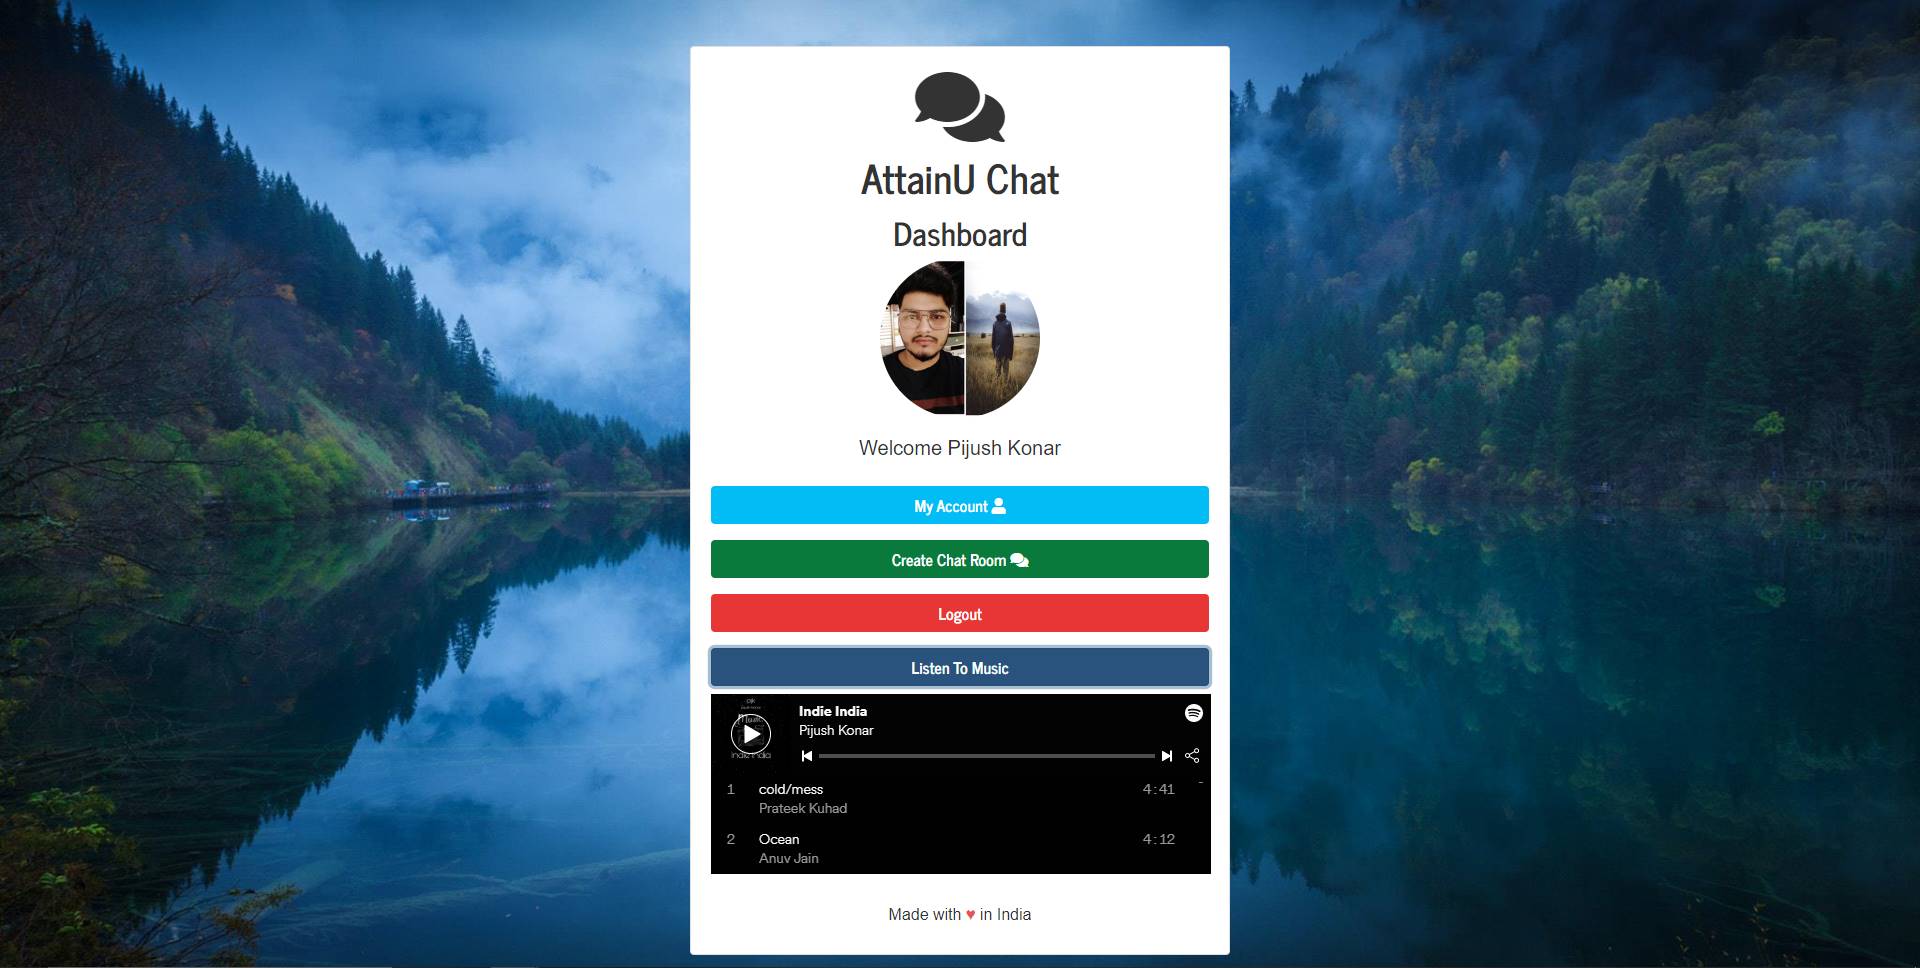 AttainU Chat
Dashboard
Welcome Pijush Konar
My Account
Create Chat Room
Logout
Listen To Music
Indie India
Pijush Konar
1 cold/mess 4:41
Prateek Kuhad
2 Ocean 4:12
Anuv Jain
Made with ♥ in India